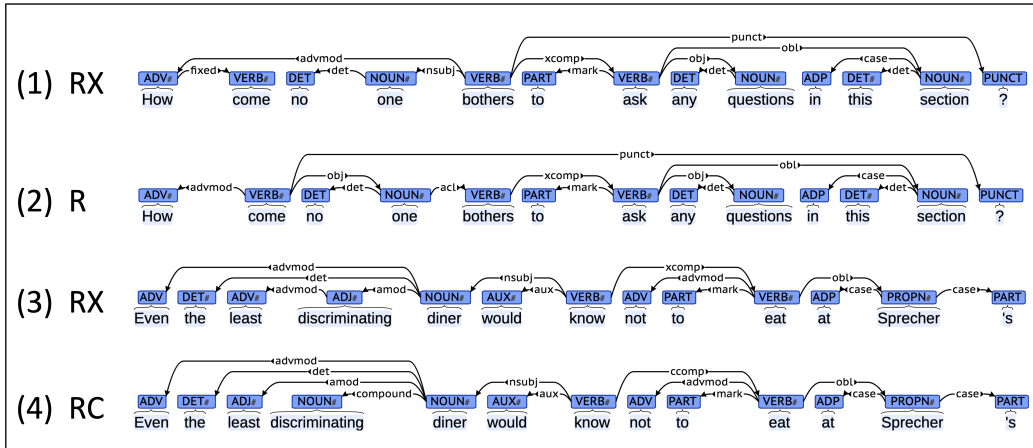 punct
obl
advmod xcomp obj case
fixed det nsubj mark det det
(1) RX ADV# VERB# DET NOUN# VERB# PART VERB# DET NOUN# ADP DET# NOUN# PUNCT
How come no one bothers to ask any questions in this section ?
punct
obl
obj xcomp obj case
advmod det acl mark det det
(2) R ADV# VERB# DET NOUN# VERB# PART VERB# DET NOUN# ADP DET# NOUN# PUNCT
How come no one bothers to ask any questions in this section ?
advmod xcomp
det nsubj advmod obl
advmod amod aux mark case case
(3) RX ADV DET# ADV# ADJ# NOUN# AUX# VERB# ADV PART VERB# ADP PROPN# PART
Even the least discriminating diner would know not to eat at Sprecher 's
advmod
det ccomp
amod nsubj advmod obl
compound aux mark case case
(4) RC ADV DET# ADJ# NOUN# NOUN# AUX# VERB# ADV PART VERB# ADP PROPN# PART
Even the least discriminating diner would know not to eat at Sprecher 's